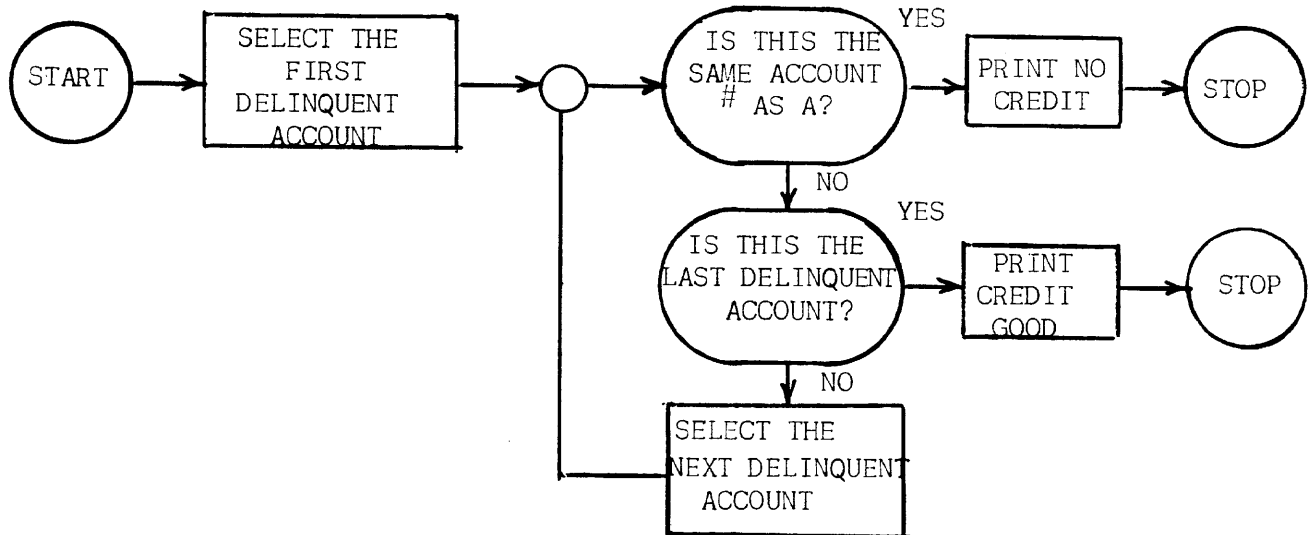 START
SELECT THE
FIRST
DELINQUENT
ACCOUNT
IS THIS THE
SAME ACCOUNT
# AS A?
YES
PRINT NO
CREDIT
STOP
NO
IS THIS THE
LAST DELINQUENT
ACCOUNT?
YES
PRINT
CREDIT
GOOD
STOP
NO
SELECT THE
NEXT DELINQUENT
ACCOUNT